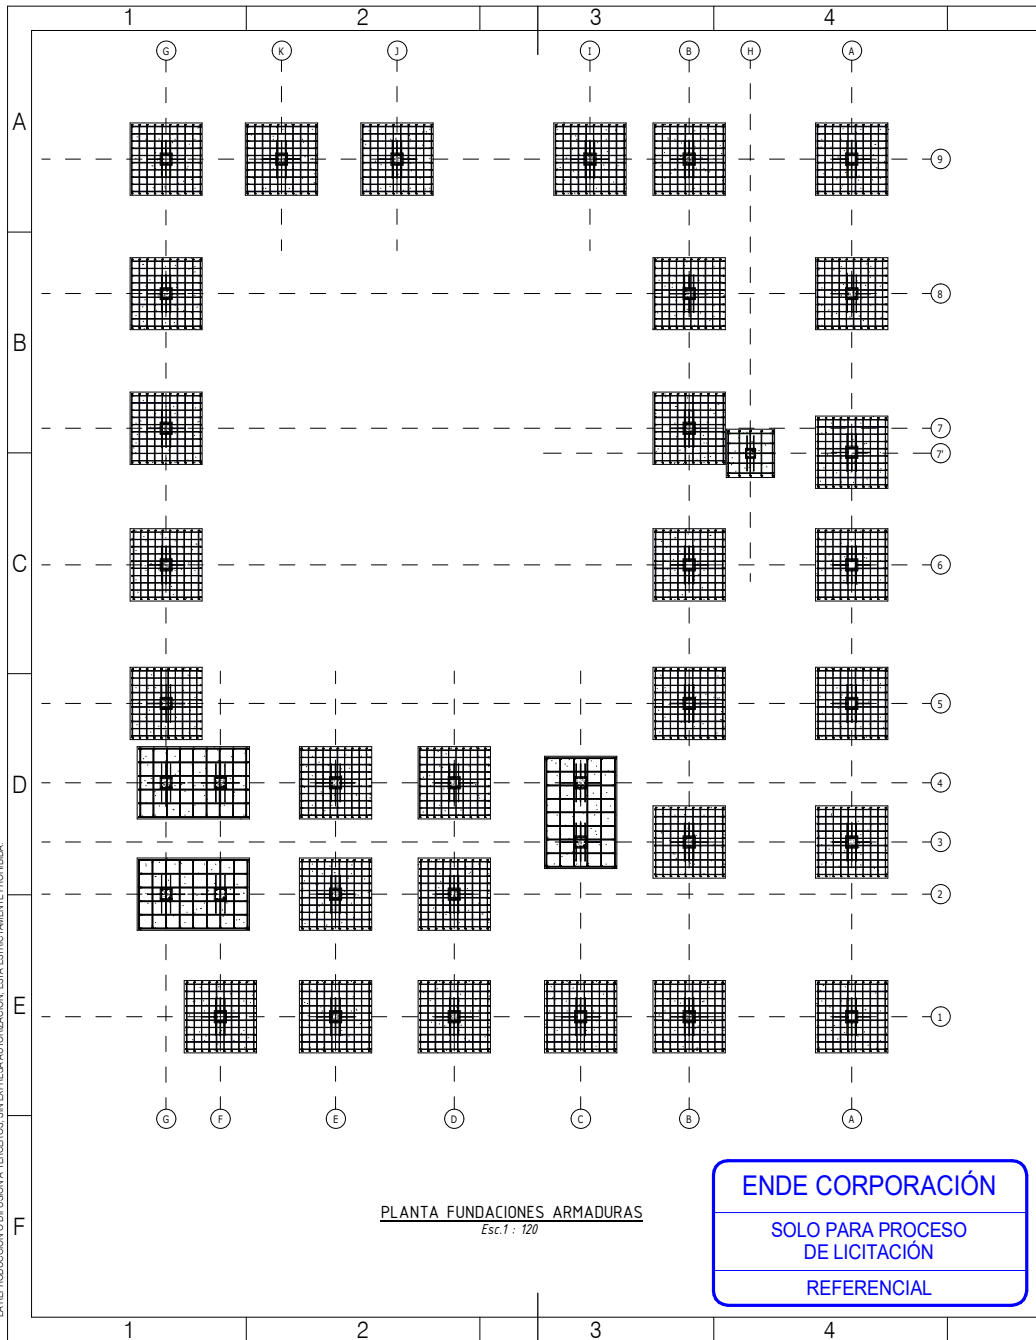 1 2 3 4
G K J I B H A
A
9
8
B
7
7'
C
6
5
D
4
3
2
E
1
G F E D C B A
F
PLANTA FUNDACIONES ARMADURAS
Esc.1 : 120
ENDE CORPORACIÓN
SOLO PARA PROCESO
DE LICITACIÓN
REFERENCIAL
1 2 3 4